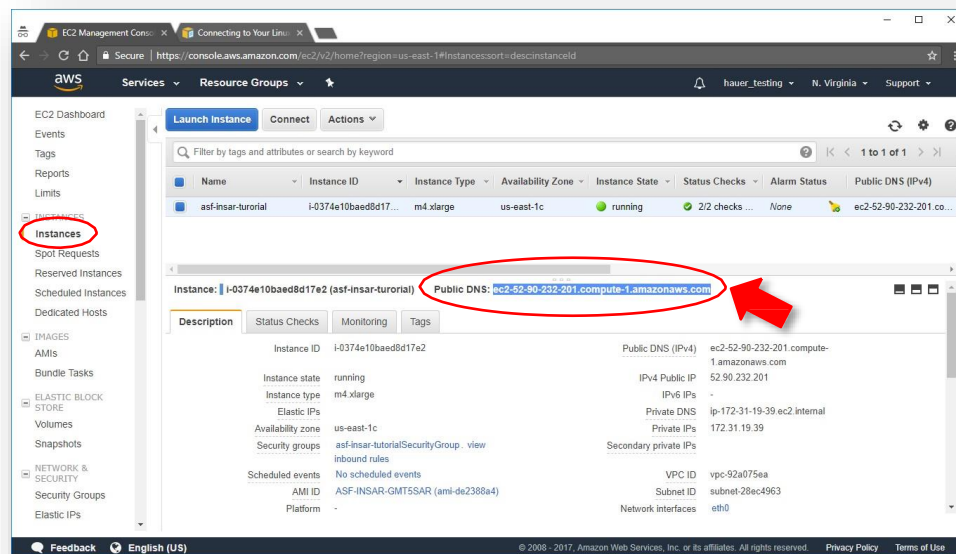 EC2 Management Consol
Connecting to Your Linux
Secure | https://console.aws.amazon.com/ec2/v2/home?region=us-east-1#Instances:sort=desc:instanceId
aws Services Resource Groups hauer_testing N. Virginia Support
EC2 Dashboard
Events
Tags
Reports
Limits
INSTANCES
Instances
Spot Requests
Reserved Instances
Scheduled Instances
Dedicated Hosts
IMAGES
AMIs
Bundle Tasks
ELASTIC BLOCK
STORE
Volumes
Snapshots
NETWORK &
SECURITY
Security Groups
Elastic IPs
Launch Instance Connect Actions
Filter by tags and attributes or search by keyword
1 to 1 of 1
Name Instance ID Instance Type Availability Zone Instance State Status Checks Alarm Status Public DNS (IPv4)
asf-insar-turorial i-0374e10baed8d17... m4.xlarge us-east-1c running 2/2 checks ... None ec2-52-90-232-201.co...
Instance: i-0374e10baed8d17e2 (asf-insar-turorial) Public DNS: ec2-52-90-232-201.compute-1.amazonaws.com
Description Status Checks Monitoring Tags
Instance ID i-0374e10baed8d17e2
Instance state running
Instance type m4.xlarge
Elastic IPs
Availability zone us-east-1c
Security groups asf-insar-tutorialSecurityGroup. view
inbound rules
Scheduled events No scheduled events
AMI ID ASF-INSAR-GMT5SAR (ami-de2388a4)
Platform -
Public DNS (IPv4) ec2-52-90-232-201.compute-
1.amazonaws.com
IPv4 Public IP 52.90.232.201
IPv6 IPs -
Private DNS ip-172-31-19-39.ec2.internal
Private IPs 172.31.19.39
Secondary private IPs
VPC ID vpc-92a075ea
Subnet ID subnet-28ec4963
Network interfaces eth0
Feedback English (US) © 2008 - 2017, Amazon Web Services, Inc. or its affiliates. All rights reserved. Privacy Policy Terms of Use